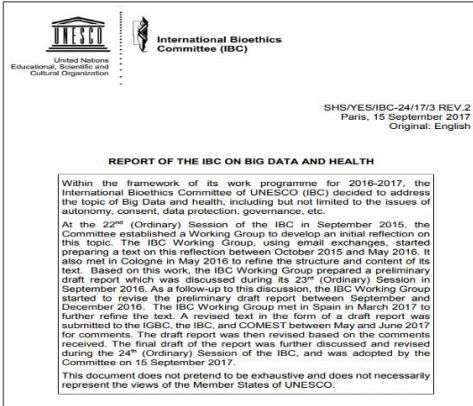 UNESCO
United Nations
Educational, Scientific and
Cultural Organization
International Bioethics
Committee (IBC)
SHS/YES/IBC-24/17/3 REV.2
Paris, 15 September 2017
Original: English
REPORT OF THE IBC ON BIG DATA AND HEALTH
Within the framework of its work programme for 2016-2017, the
International Bioethics Committee of UNESCO (IBC) decided to address
the topic of Big Data and health, including but not limited to the issues of
autonomy, consent, data protection, governance, etc.
At the 22nd (Ordinary) Session of the IBC in September 2015, the
Committee established a Working Group to develop an initial reflection on
this topic. The IBC Working Group, using email exchanges, started
preparing a text on this reflection between October 2015 and May 2016. It
also met in Cologne in May 2016 to refine the structure and content of its
text. Based on this work, the IBC Working Group prepared a preliminary
draft report which was discussed during its 23rd (Ordinary) Session in
September 2016. As a follow-up to this discussion, the IBC Working Group
started to revise the preliminary draft report between September and
December 2016. The IBC Working Group met in Spain in March 2017 to
further refine the text. A revised text in the form of a draft report was
submitted to the IGBC, the IBC, and COMEST between May and June 2017
for comments. The draft report was then revised based on the comments
received. The final draft of the report was further discussed and revised
during the 24th (Ordinary) Session of the IBC, and was adopted by the
Committee on 15 September 2017.
This document does not pretend to be exhaustive and does not necessarily
represent the views of the Member States of UNESCO.